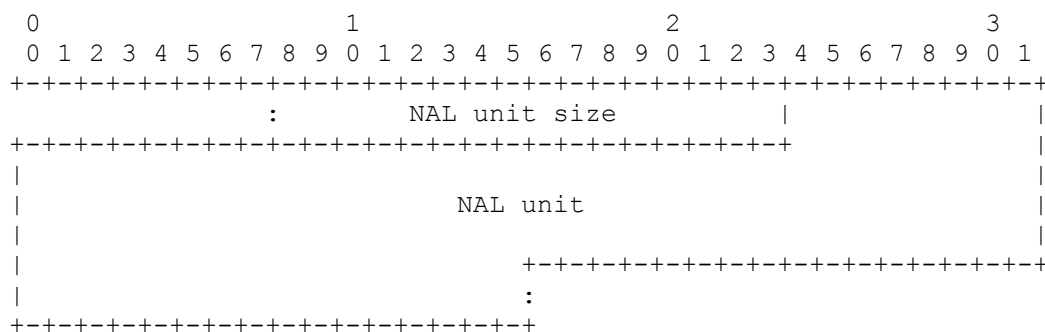 0                   1                   2                   3
 0 1 2 3 4 5 6 7 8 9 0 1 2 3 4 5 6 7 8 9 0 1 2 3 4 5 6 7 8 9 0 1
+-+-+-+-+-+-+-+-+-+-+-+-+-+-+-+-+-+-+-+-+-+-+-+-+-+-+-+-+-+-+-+-+
                :        NAL unit size          |               |
+-+-+-+-+-+-+-+-+-+-+-+-+-+-+-+-+-+-+-+-+-+-+-+-+               |
|                                                               |
|                           NAL unit                            |
|                                                               |
|                               +-+-+-+-+-+-+-+-+-+-+-+-+-+-+-+-+
|                               :
+-+-+-+-+-+-+-+-+-+-+-+-+-+-+-+-+